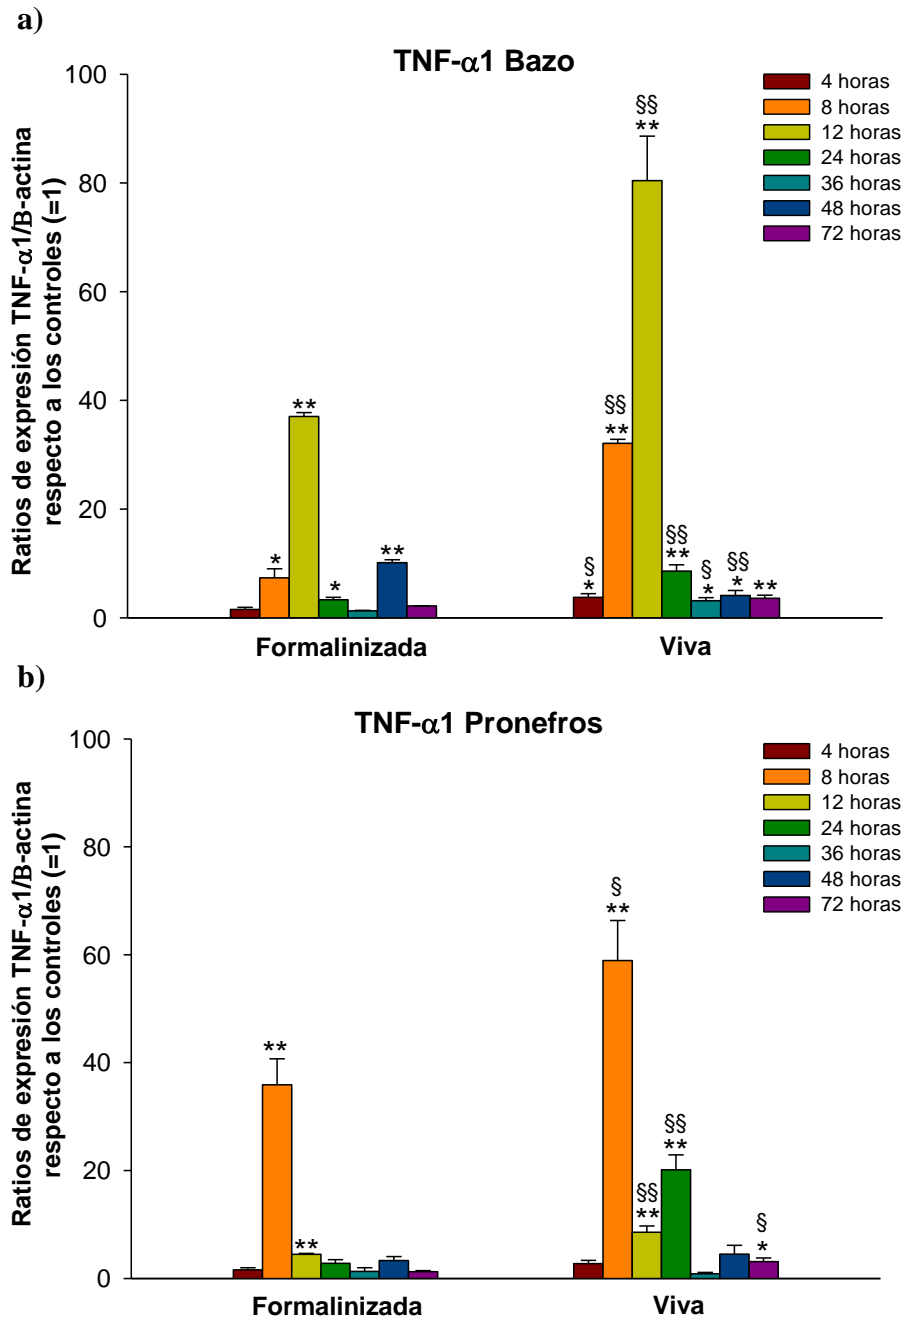 a)
TNF-α1 Bazo
Ratios de expresión TNF-α1/B-actina
respecto a los controles (=1)
100
80
60
40
20
0
4 horas
8 horas
12 horas
24 horas
36 horas
48 horas
72 horas
* ** * **
§ * §§ ** §§ ** §§ ** § * §§ * **
Formalinizada Viva
b)
TNF-α1 Pronefros
Ratios de expresión TNF-α1/B-actina
respecto a los controles (=1)
100
80
60
40
20
0
4 horas
8 horas
12 horas
24 horas
36 horas
48 horas
72 horas
** **
§ ** §§ ** §§ ** § *
Formalinizada Viva